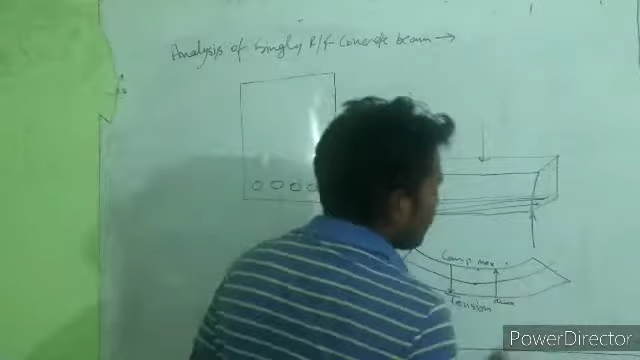 Analysis of Singly R/f Concrete beam →
Comp max
Tension
PowerDirector